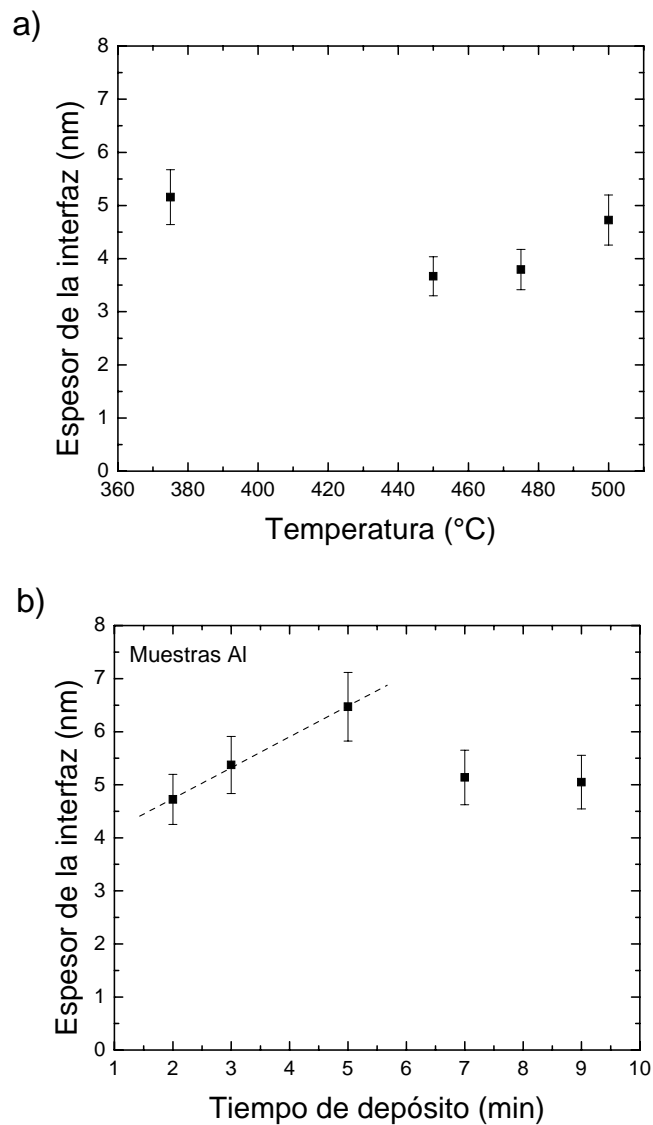 a)
8
7
6
5
4
3
2
1
0
Espesor de la interfaz (nm)
360 380 400 420 440 460 480 500
Temperatura (°C)
b)
Muestras Al
8
7
6
5
4
3
2
1
0
Espesor de la interfaz (nm)
1 2 3 4 5 6 7 8 9 10
Tiempo de depósito (min)